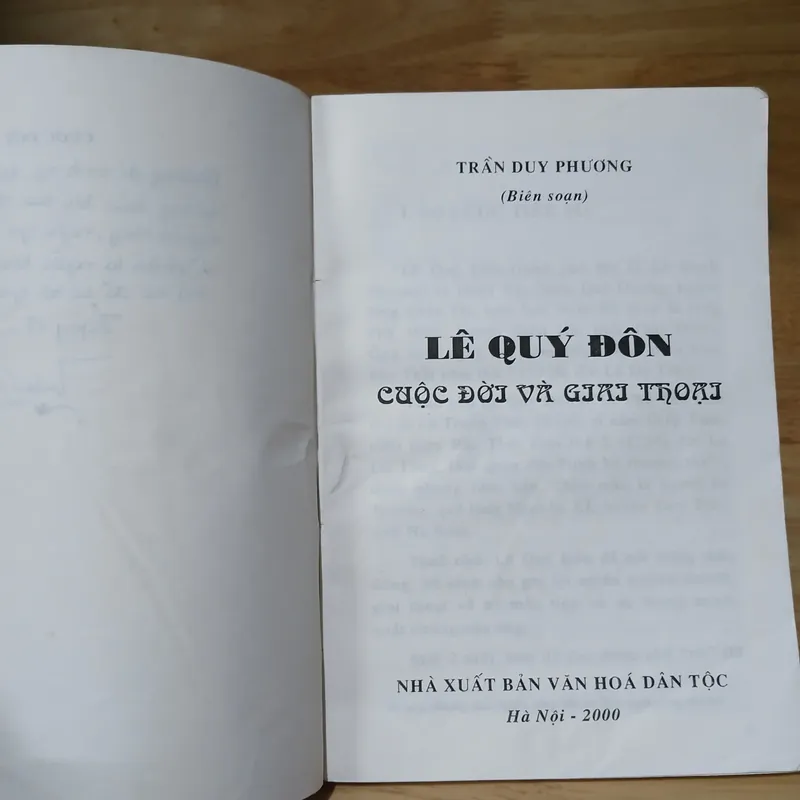 TRẦN DUY PHƯƠNG
(Biên soạn)
LÊ QUÝ ĐÔN
CUỘC ĐỜI VÀ GIAI THOẠI
NHÀ XUẤT BẢN VĂN HOÁ DÂN TỘC
Hà Nội - 2000